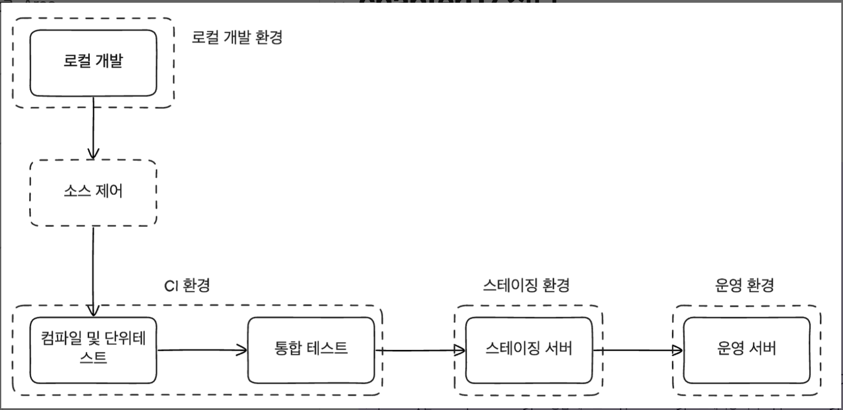 로컬 개발
로컬 개발 환경
소스 제어
CI 환경
스테이징 환경
운영 환경
컴파일 및 단위테
스트
통합 테스트
스테이징 서버
운영 서버